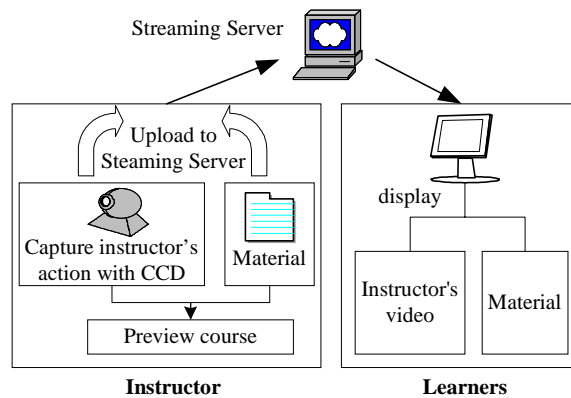 Streaming Server
Upload to
Steaming Server
Capture instructor's
action with CCD
Material
Preview course
Instructor
display
Instructor's
video
Material
Learners